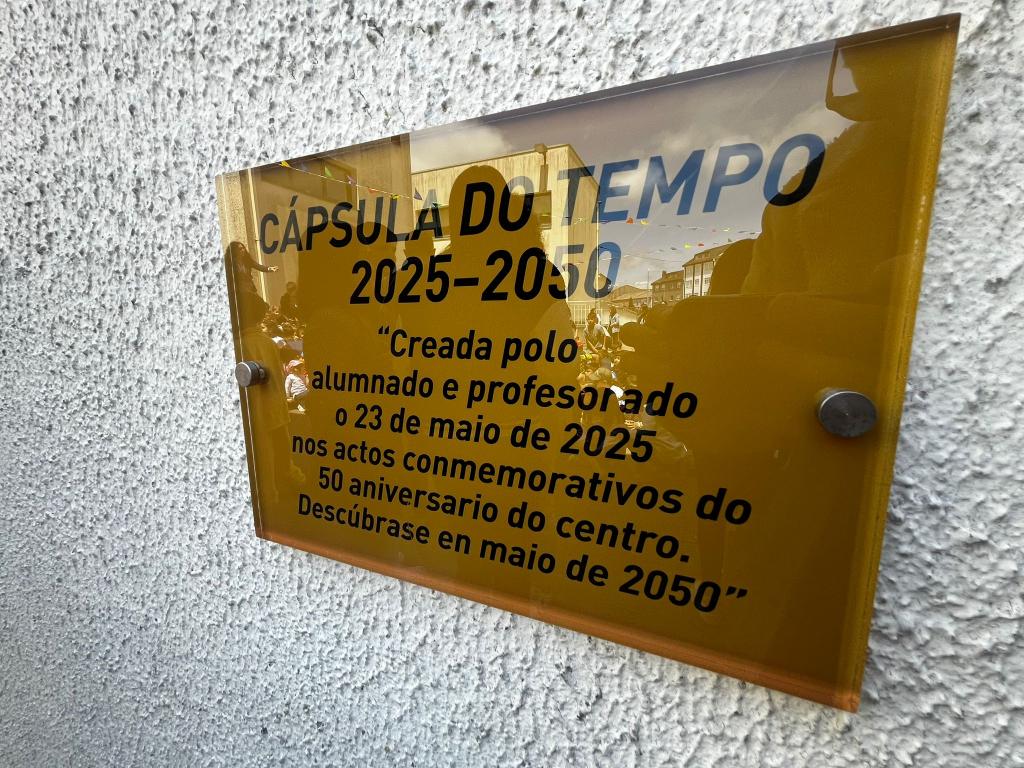 CÁPSULA DO TEMPO
2025-2050
“Creada polo
alumnado e profesorado
o 23 de maio de 2025
nos actos conmemorativos do
50 aniversario do centro.
Descúbrase en maio de 2050”